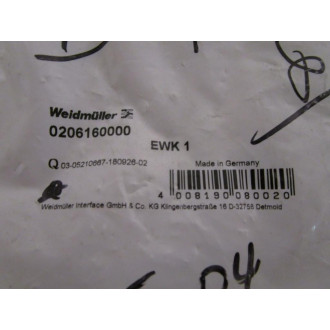 Weidmüller
0206160000
EWK 1
Q 03-05210667-180926-02
Made in Germany
4 008190 080020
Weidmüller Interface GmbH & Co. KG Klingenbergstraße 16 D-32758 Detmold
04